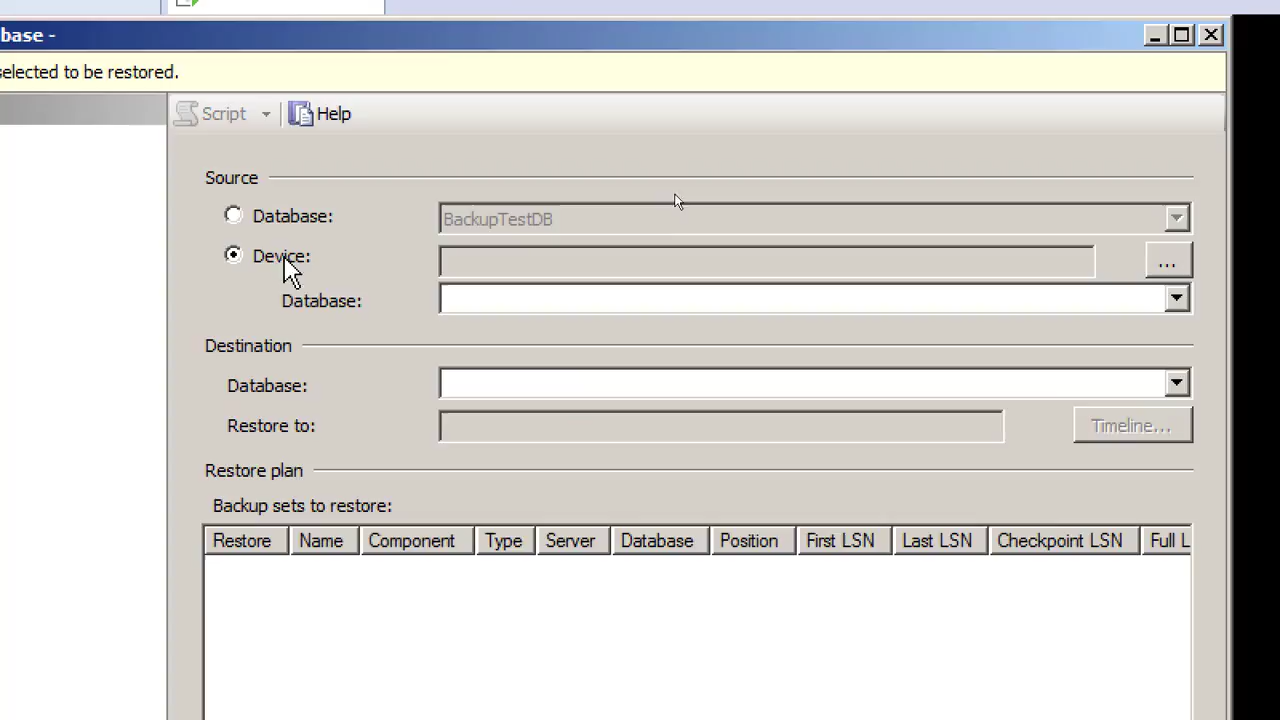 base -
selected to be restored.
Script Help
Source
Database: BackupTestDB
Device: ...
Database:
Destination
Database:
Restore to: Timeline...
Restore plan
Backup sets to restore:
Restore Name Component Type Server Database Position First LSN Last LSN Checkpoint LSN Full L